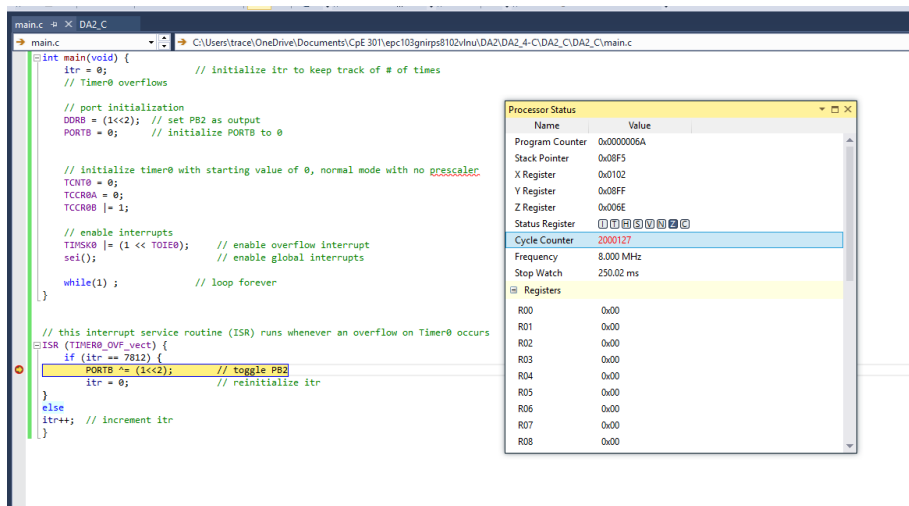 main.c DA2_C
main.c C:\Users\trace\OneDrive\Documents\CpE 301\epc103gnirps8102vlnu\DA2\DA2_4-C\DA2_C\DA2_C\main.c
int main(void) {
itr = 0; // initialize itr to keep track of # of times
// Timer0 overflows
// port initialization
DDRB = (1<<2); // set PB2 as output
PORTB = 0; // initialize PORTB to 0
// initialize timer0 with starting value of 0, normal mode with no prescaler
TCNT0 = 0;
TCCR0A = 0;
TCCR0B |= 1;
// enable interrupts
TIMSK0 |= (1 << TOIE0); // enable overflow interrupt
sei(); // enable global interrupts
while(1) ; // loop forever
}
// this interrupt service routine (ISR) runs whenever an overflow on Timer0 occurs
ISR (TIMER0_OVF_vect) {
if (itr == 7812) {
PORTB ^= (1<<2); // toggle PB2
itr = 0; // reinitialize itr
}
else
itr++; // increment itr
}
Processor Status
Name Value
Program Counter 0x0000006A
Stack Pointer 0x08F5
X Register 0x0102
Y Register 0x08FF
Z Register 0x006E
Status Register I T H S V N Z C
Cycle Counter 2000127
Frequency 8.000 MHz
Stop Watch 250.02 ms
Registers
R00 0x00
R01 0x00
R02 0x00
R03 0x00
R04 0x00
R05 0x00
R06 0x00
R07 0x00
R08 0x00